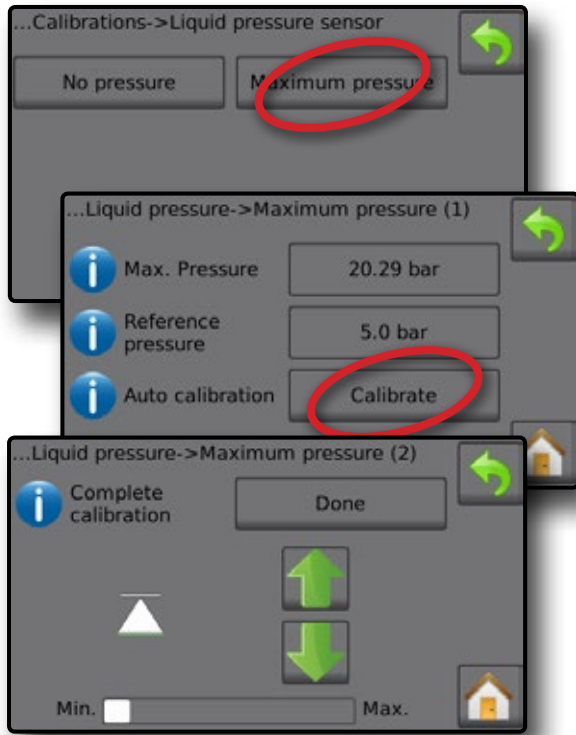 ...Calibrations->Liquid pressure sensor
No pressure
Maximum pressure
...Liquid pressure->Maximum pressure (1)
Max. Pressure
20.29 bar
Reference
pressure
5.0 bar
Auto calibration
Calibrate
...Liquid pressure->Maximum pressure (2)
Complete
calibration
Done
Min.
Max.